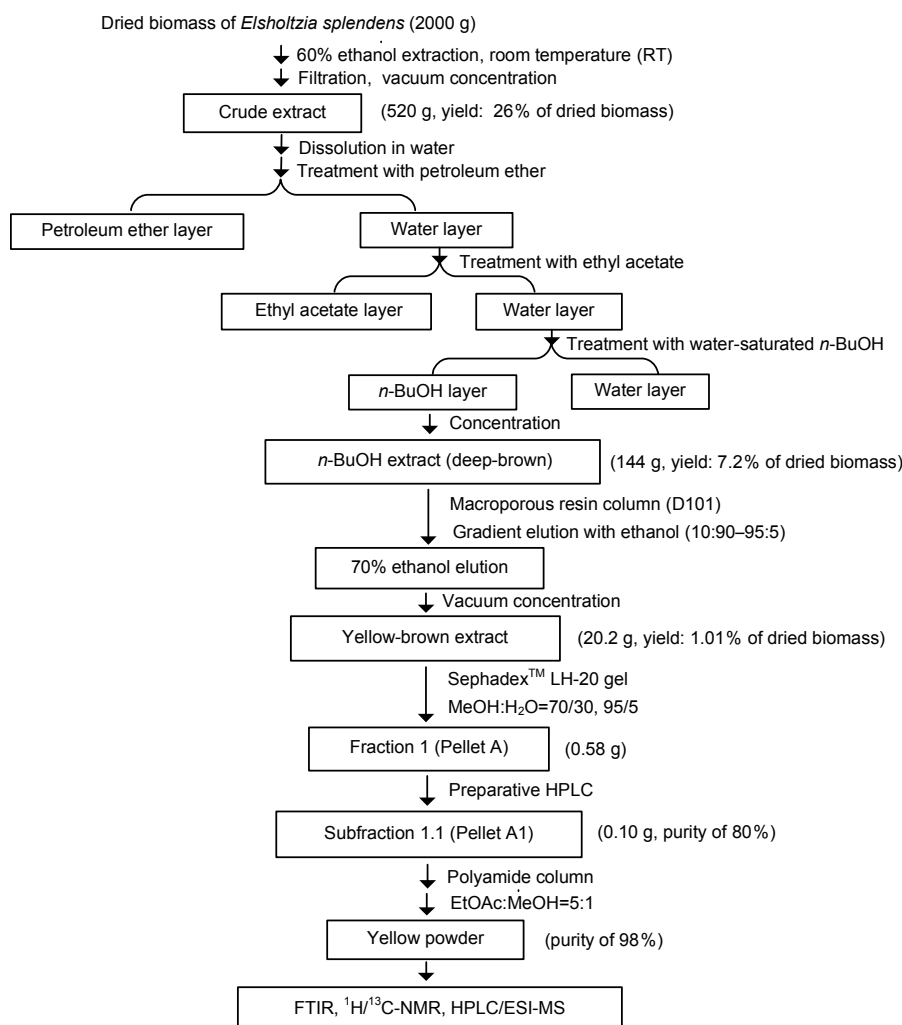 Dried biomass of Elsholtzia splendens (2000 g)
60% ethanol extraction, room temperature (RT)
Filtration, vacuum concentration
Crude extract (520 g, yield: 26% of dried biomass)
Dissolution in water
Treatment with petroleum ether
Petroleum ether layer Water layer
Treatment with ethyl acetate
Ethyl acetate layer Water layer
Treatment with water-saturated n-BuOH
n-BuOH layer Water layer
Concentration
n-BuOH extract (deep-brown) (144 g, yield: 7.2% of dried biomass)
Macroporous resin column (D101)
Gradient elution with ethanol (10:90–95:5)
70% ethanol elution
Vacuum concentration
Yellow-brown extract (20.2 g, yield: 1.01% of dried biomass)
Sephadex™ LH-20 gel
MeOH:H₂O=70/30, 95/5
Fraction 1 (Pellet A) (0.58 g)
Preparative HPLC
Subfraction 1.1 (Pellet A1) (0.10 g, purity of 80%)
Polyamide column
EtOAc:MeOH=5:1
Yellow powder (purity of 98%)
FTIR, ¹H/¹³C-NMR, HPLC/ESI-MS